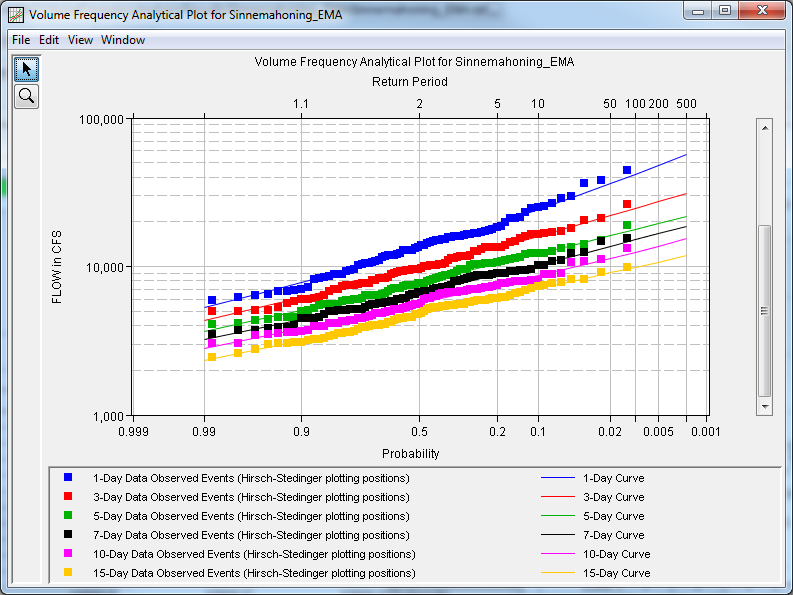 Volume Frequency Analytical Plot for Sinnemahoning_EMA
File Edit View Window
Volume Frequency Analytical Plot for Sinnemahoning_EMA
Return Period
1.1 2 5 10 50 100 200 500
100,000
10,000
1,000
FLOW in CFS
0.999 0.99 0.9 0.5 0.2 0.1 0.02 0.005 0.001
Probability
1-Day Data Observed Events (Hirsch-Stedinger plotting positions) 1-Day Curve
3-Day Data Observed Events (Hirsch-Stedinger plotting positions) 3-Day Curve
5-Day Data Observed Events (Hirsch-Stedinger plotting positions) 5-Day Curve
7-Day Data Observed Events (Hirsch-Stedinger plotting positions) 7-Day Curve
10-Day Data Observed Events (Hirsch-Stedinger plotting positions) 10-Day Curve
15-Day Data Observed Events (Hirsch-Stedinger plotting positions) 15-Day Curve